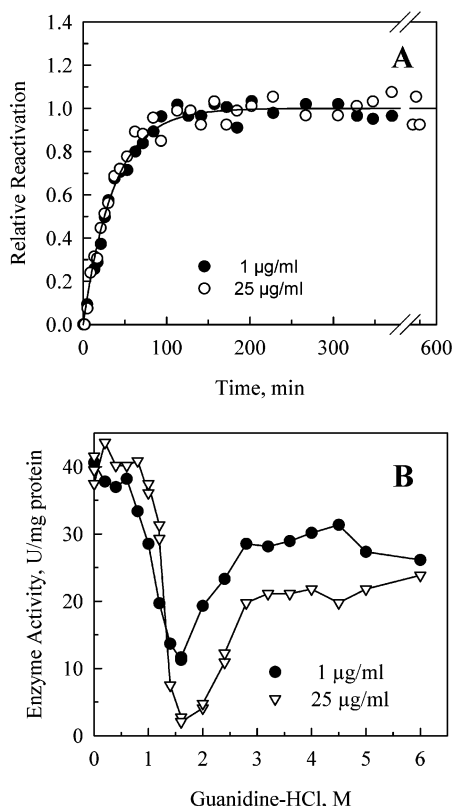 1.4
A
1.2
1.0
0.8
0.6
0.4
0.2
0.0
Relative Reactivation
1 µg/ml
25 µg/ml
0 100 200 300 600
Time, min
B
40
30
20
10
0
Enzyme Activity, U/mg protein
1 µg/ml
25 µg/ml
0 1 2 3 4 5 6
Guanidine-HCl, M